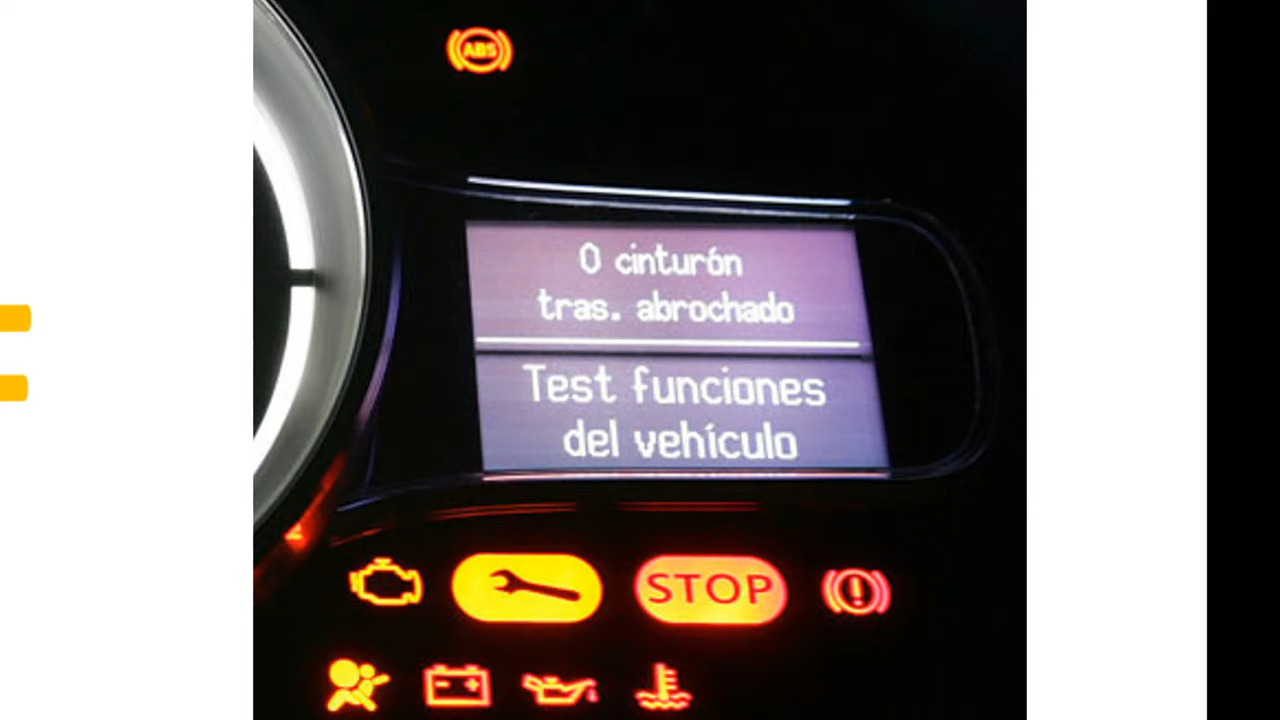 ABS
0 cinturón
tras. abrochado
Test funciones
del vehículo
STOP